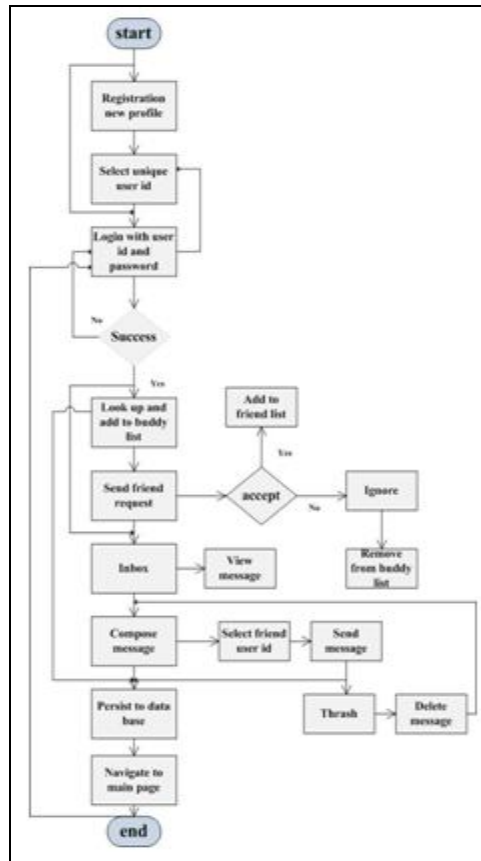 start
Registration
new profile
Select unique
user id
Login with user
id and
password
No
Success
Yes
Look up and
add to buddy
list
Add to
friend list
Yes
Send friend
request
accept
No
Ignore
Inbox
View
message
Remove
from buddy
list
Compose
message
Select friend
user id
Send
message
Persist to data
base
Thrash
Delete
message
Navigate to
main page
end